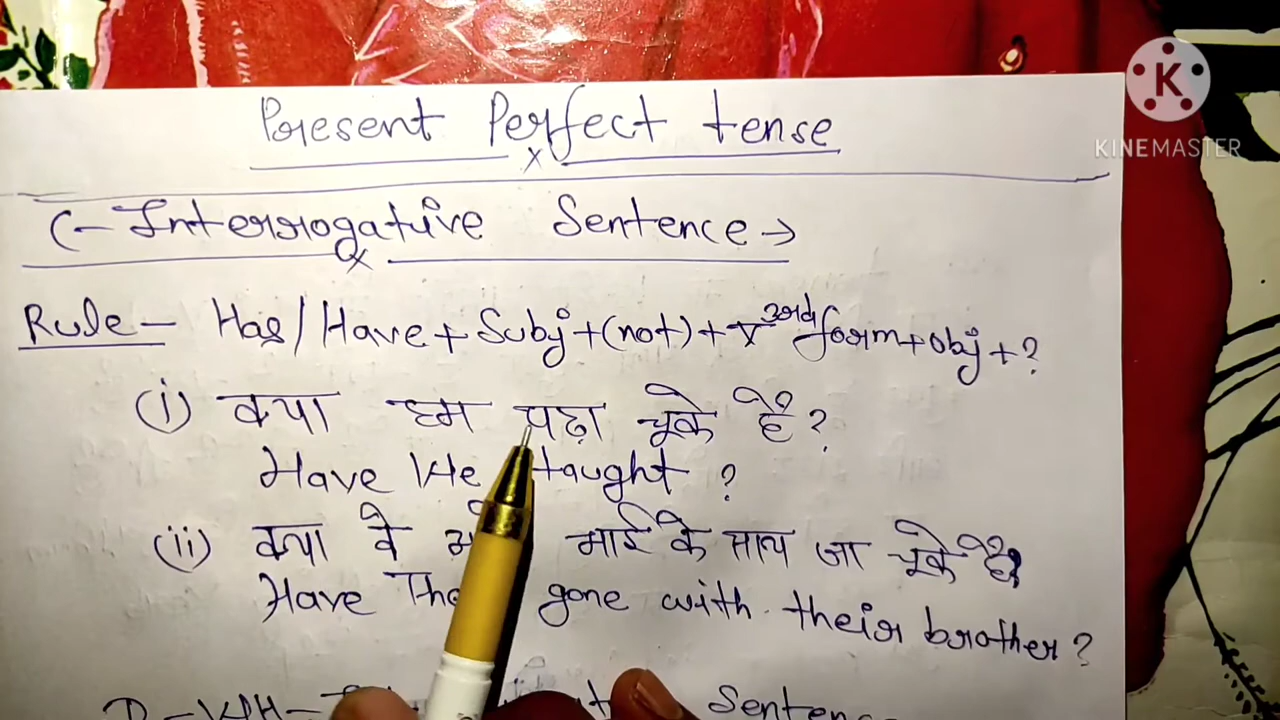 Present Perfect tense
C- Interrogative Sentence →
Rule- Has/Have + Subj + (not) + V 3rd form + obj + ?
(i) क्या हम पढ़ा चूके हैं?
Have We taught ?
(ii) क्या वे भाई के साथ जा चूके हैं?
Have gone with their brother?
D - WH - Sentence
KINEMASTER